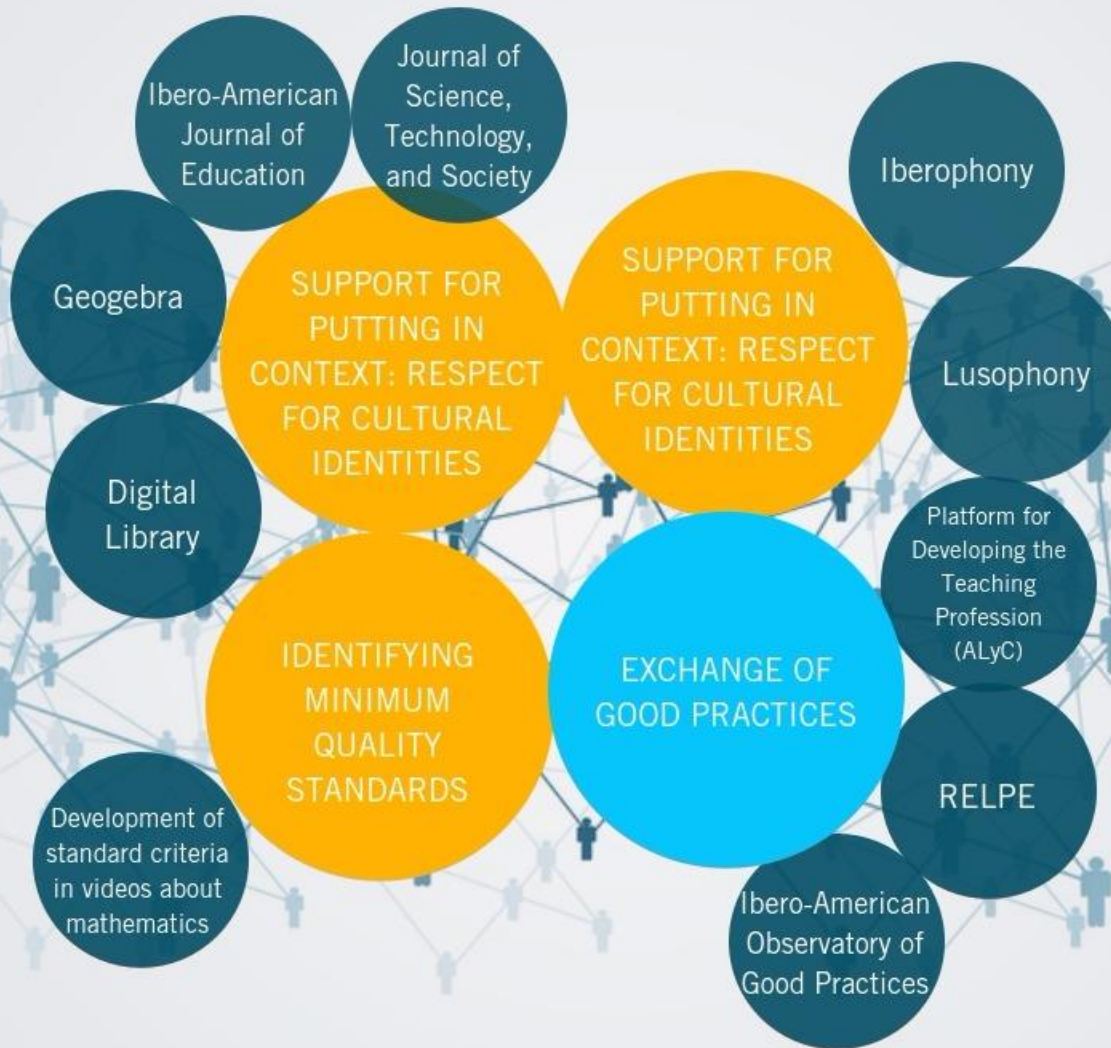 Ibero-American
Journal of
Education
Journal of
Science,
Technology,
and Society
Iberophony
Geogebra
SUPPORT FOR
PUTTING IN
CONTEXT: RESPECT
FOR CULTURAL
IDENTITIES
SUPPORT FOR
PUTTING IN
CONTEXT: RESPECT
FOR CULTURAL
IDENTITIES
Lusophony
Digital
Library
Platform for
Developing the
Teaching
Profession
(ALyC)
IDENTIFYING
MINIMUM
QUALITY
STANDARDS
EXCHANGE OF
GOOD PRACTICES
RELPE
Development of
standard criteria
in videos about
mathematics
Ibero-American
Observatory of
Good Practices